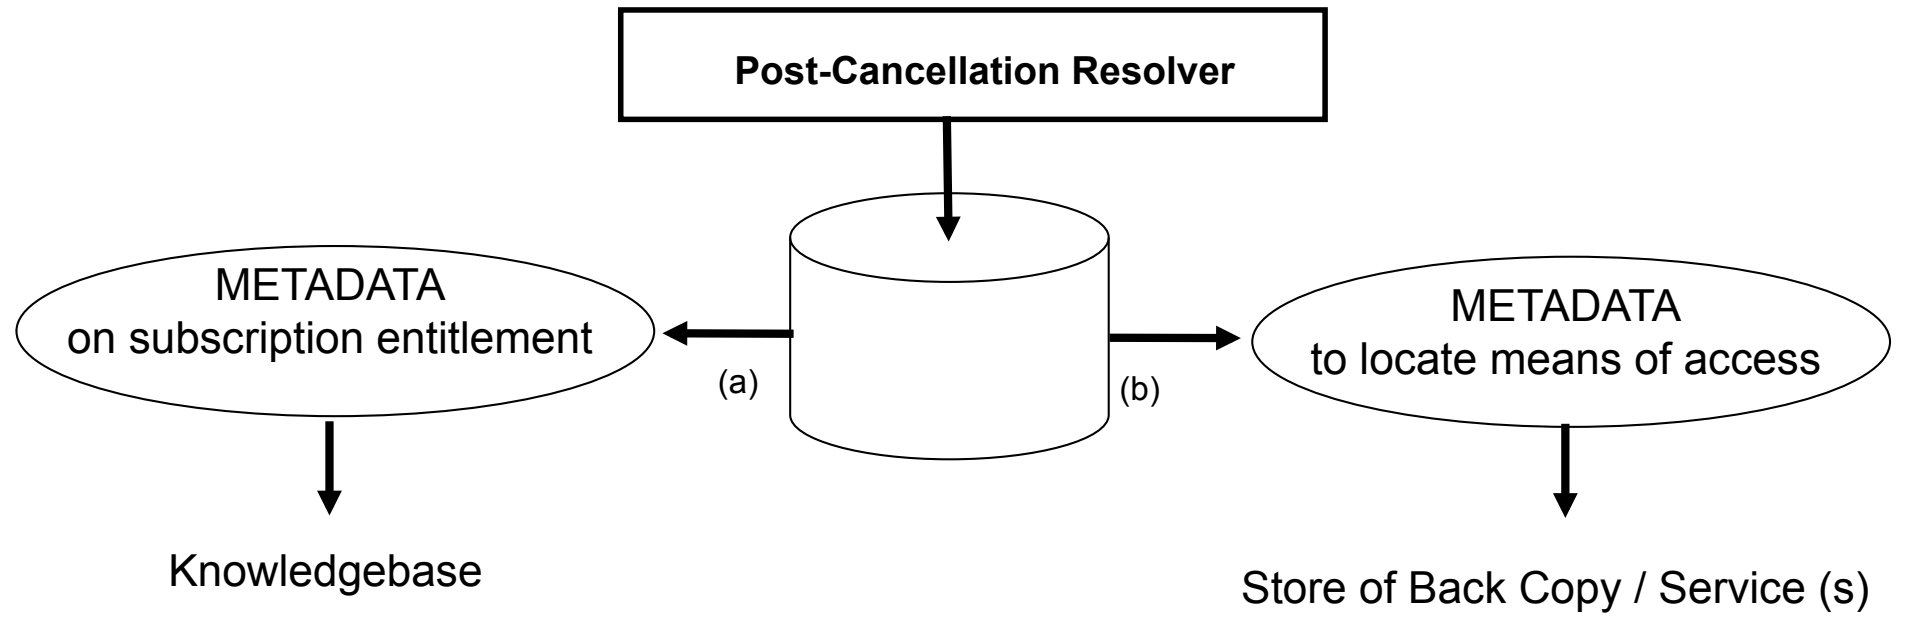 Post-Cancellation Resolver
METADATA
on subscription entitlement
(a)
(b)
METADATA
to locate means of access
Knowledgebase
Store of Back Copy / Service (s)